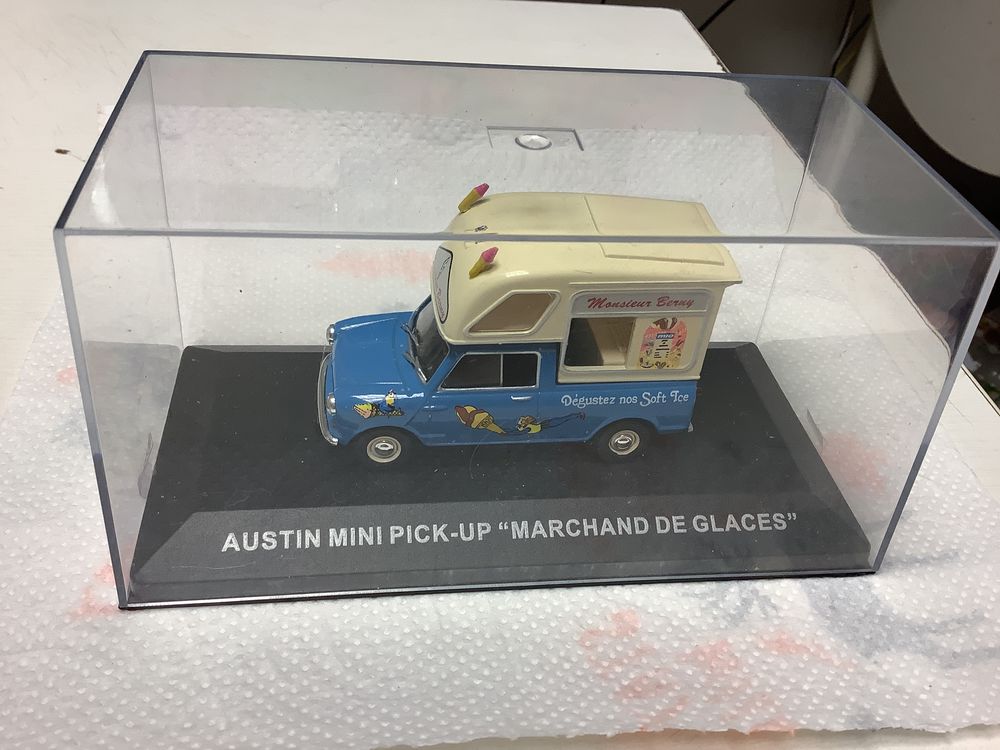 Monsieur Berny
Dégustez nos Soft Ice
AUSTIN MINI PICK-UP “MARCHAND DE GLACES”